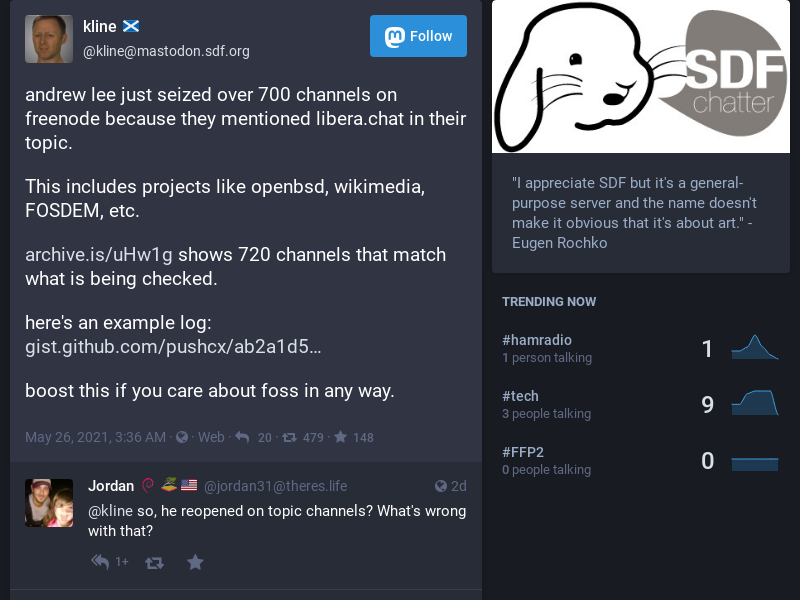 kline
@kline@mastodon.sdf.org
Follow
andrew lee just seized over 700 channels on
freenode because they mentioned libera.chat in their
topic.
This includes projects like openbsd, wikimedia,
FOSDEM, etc.
archive.is/uHw1g shows 720 channels that match
what is being checked.
here's an example log:
gist.github.com/pushcx/ab2a1d5…
boost this if you care about foss in any way.
May 26, 2021, 3:36 AM · · Web · 20 · 479 · 148
Jordan @jordan31@theres.life 2d
@kline so, he reopened on topic channels? What's wrong
with that?
1+
SDF
chatter
"I appreciate SDF but it's a general-
purpose server and the name doesn't
make it obvious that it's about art." -
Eugen Rochko
TRENDING NOW
#hamradio
1 person talking
1
#tech
3 people talking
9
#FFP2
0 people talking
0